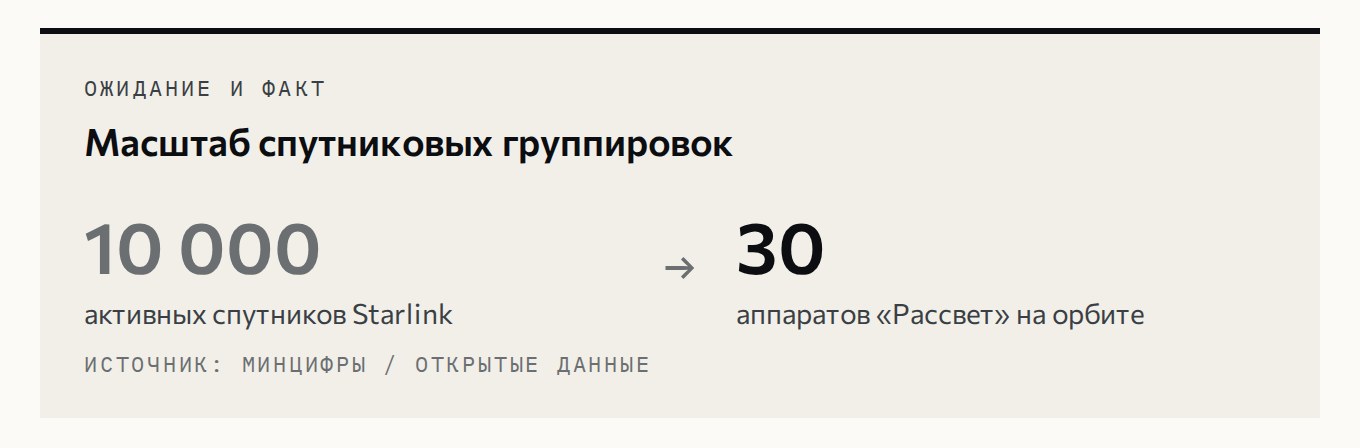 ОЖИДАНИЕ И ФАКТ
Масштаб спутниковых группировок
10 000 → 30
активных спутников Starlink
аппаратов «Рассвет» на орбите
ИСТОЧНИК: МИНЦИФРЫ / ОТКРЫТЫЕ ДАННЫЕ